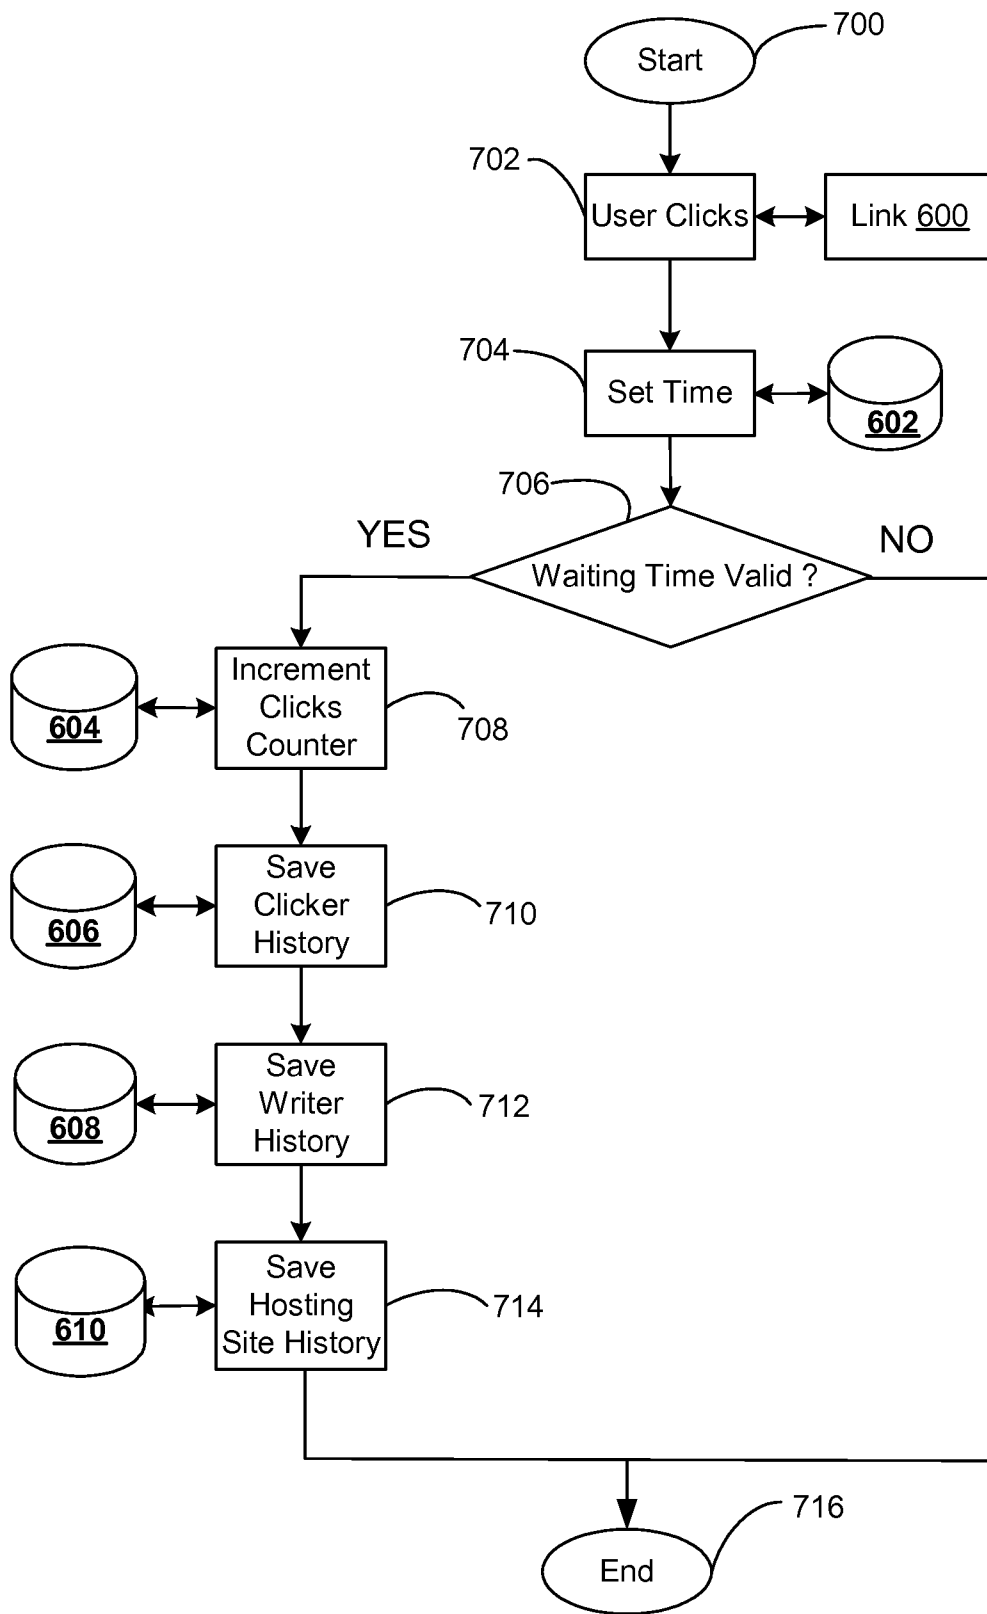 700
Start
702
User Clicks
Link 600
704
Set Time
602
706
YES
NO
Waiting Time Valid ?
604
Increment
Clicks
Counter
708
606
Save
Clicker
History
710
608
Save
Writer
History
712
610
Save
Hosting
Site History
714
716
End